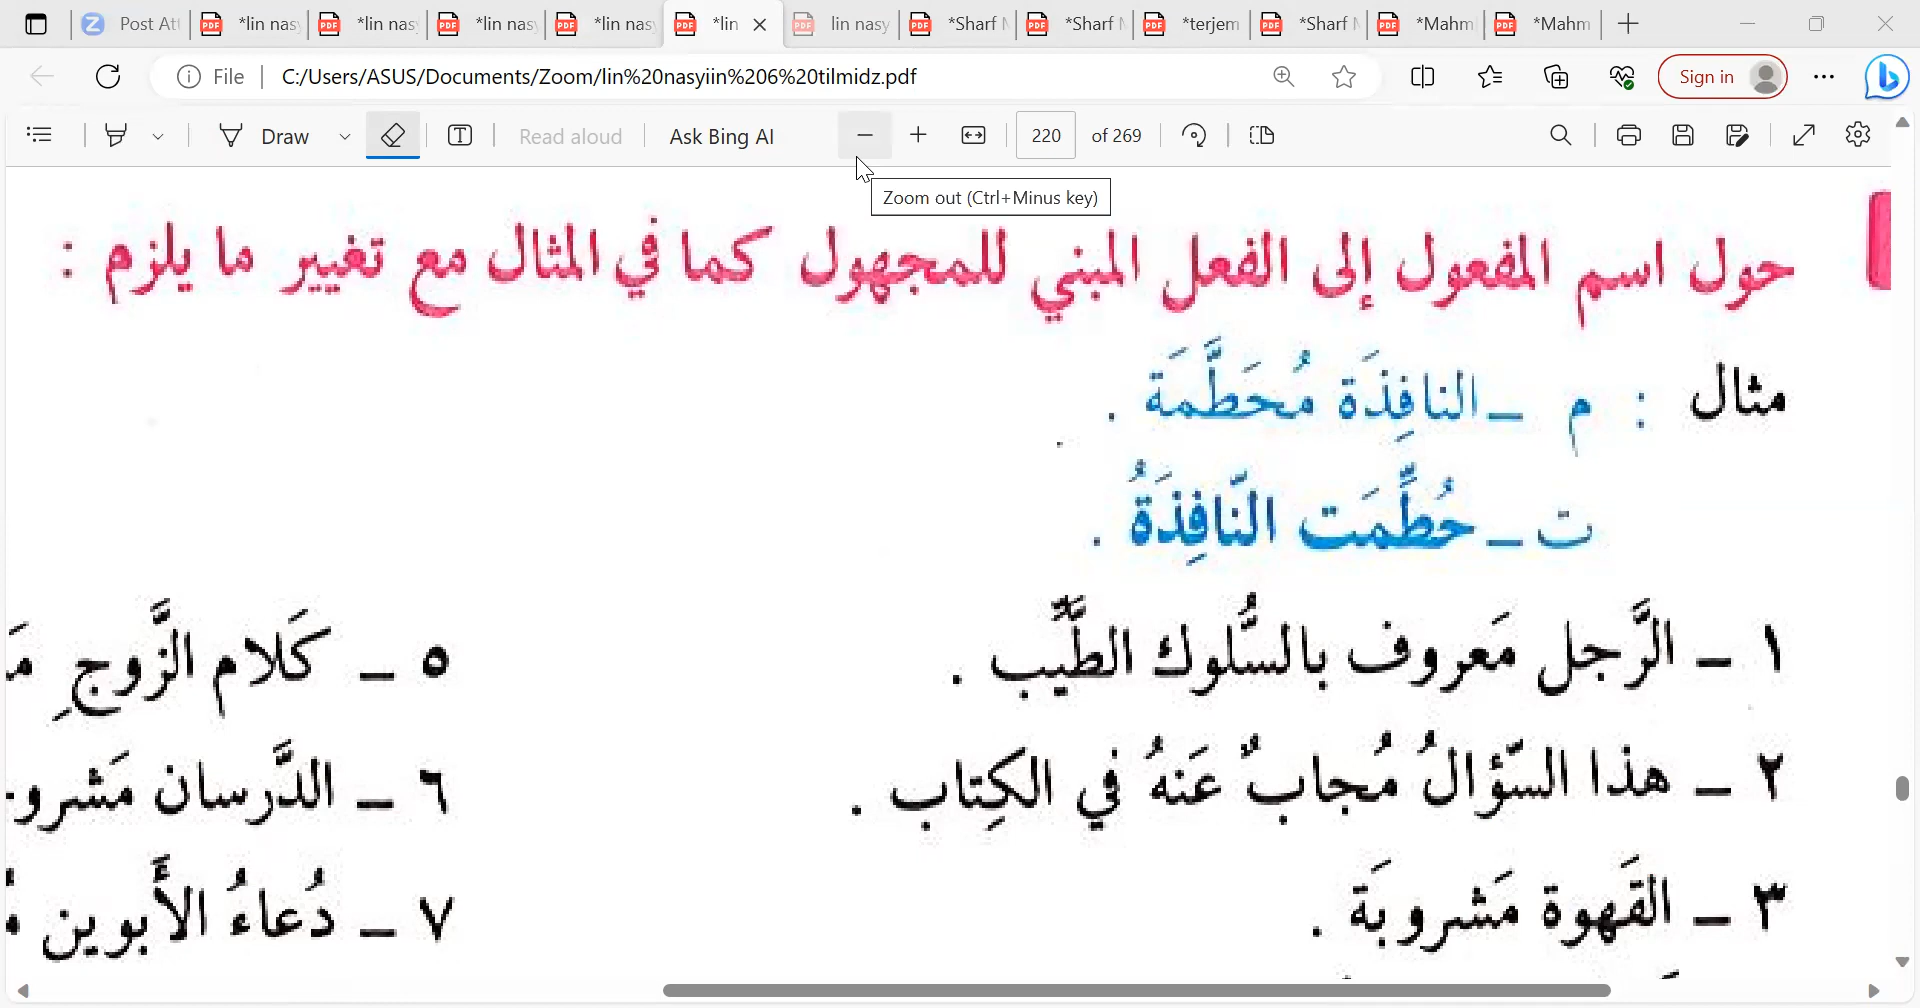 Post At
*lin nas
*lin nas
*lin nas
*lin nas
*lin
lin nasy
*Sharf
*Sharf
*terjem
*Sharf
*Mahm
*Mahm
File
C:/Users/ASUS/Documents/Zoom/lin%20nasyiin%206%20tilmidz.pdf
Sign in
Draw
Read aloud
Ask Bing AI
220 of 269
Zoom out (Ctrl+Minus key)
حول اسم المفعول إلى الفعل المبني للمجهول كما في المثال مع تغيير ما يلزم :
مثال : م – النافِذَة مُحَطَّمَة .
ت – حُطِّمَت النَّافِذَةُ .
١ – الرَّجل مَعروف بالسُّلوك الطَّيِّب .
٥ – كَلام الزَّوجِ
٢ – هذا السّؤالُ مُجابٌ عَنهُ في الكِتاب .
٦ – الدَّرسان مَشرو
٣ – القَهوة مَشروبَة .
٧ – دُعاءُ الأَبوين